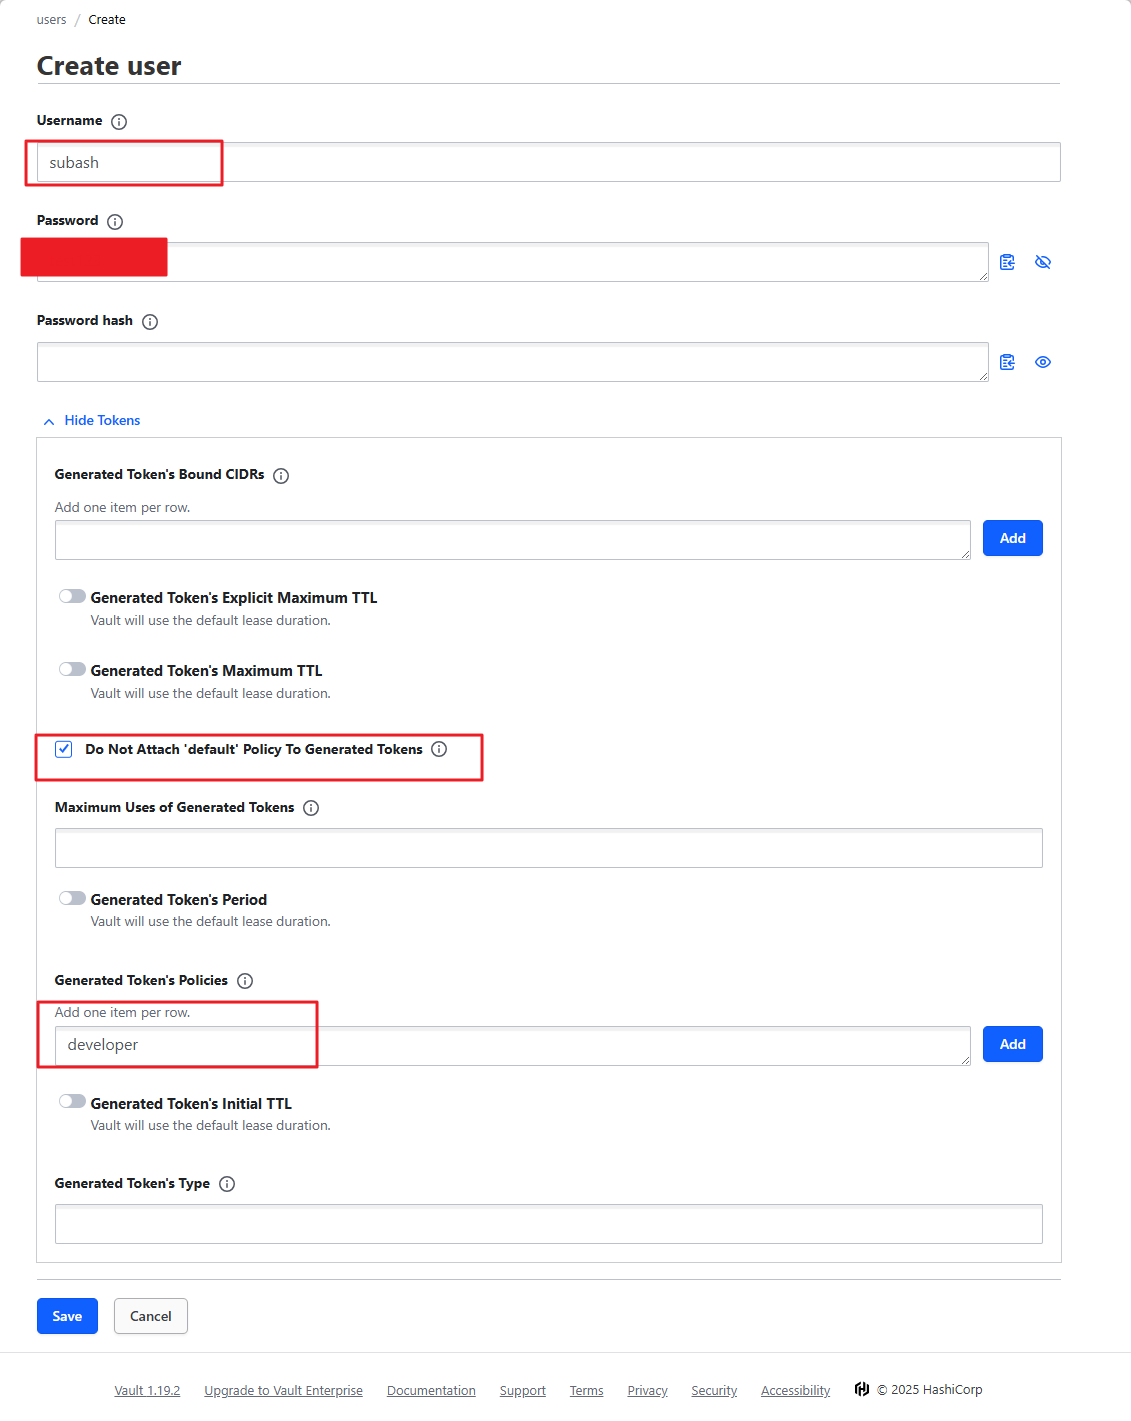 users / Create
Create user
Username
subash
Password
Password hash
Hide Tokens
Generated Token's Bound CIDRs
Add one item per row.
Add
Generated Token's Explicit Maximum TTL
Vault will use the default lease duration.
Generated Token's Maximum TTL
Vault will use the default lease duration.
Do Not Attach 'default' Policy To Generated Tokens
Maximum Uses of Generated Tokens
Generated Token's Period
Vault will use the default lease duration.
Generated Token's Policies
Add one item per row.
developer
Add
Generated Token's Initial TTL
Vault will use the default lease duration.
Generated Token's Type
Save Cancel
Vault 1.19.2 Upgrade to Vault Enterprise Documentation Support Terms Privacy Security Accessibility © 2025 HashiCorp